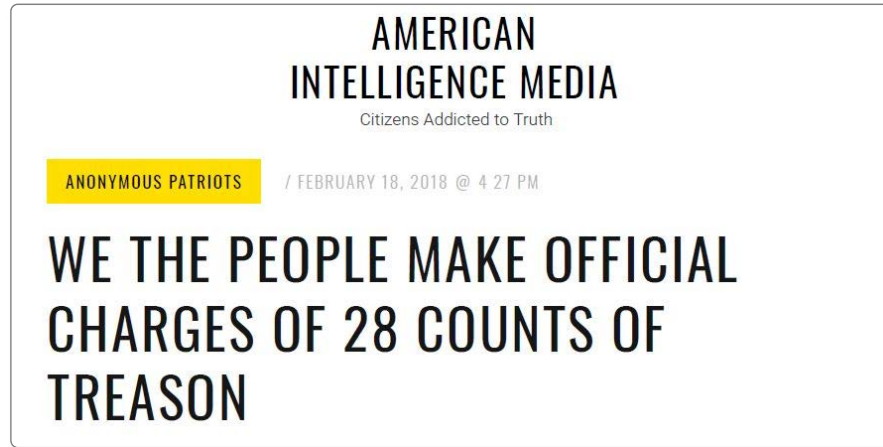 AMERICAN
INTELLIGENCE MEDIA
Citizens Addicted to Truth
ANONYMOUS PATRIOTS / FEBRUARY 18, 2018 @ 4 27 PM
WE THE PEOPLE MAKE OFFICIAL
CHARGES OF 28 COUNTS OF
TREASON